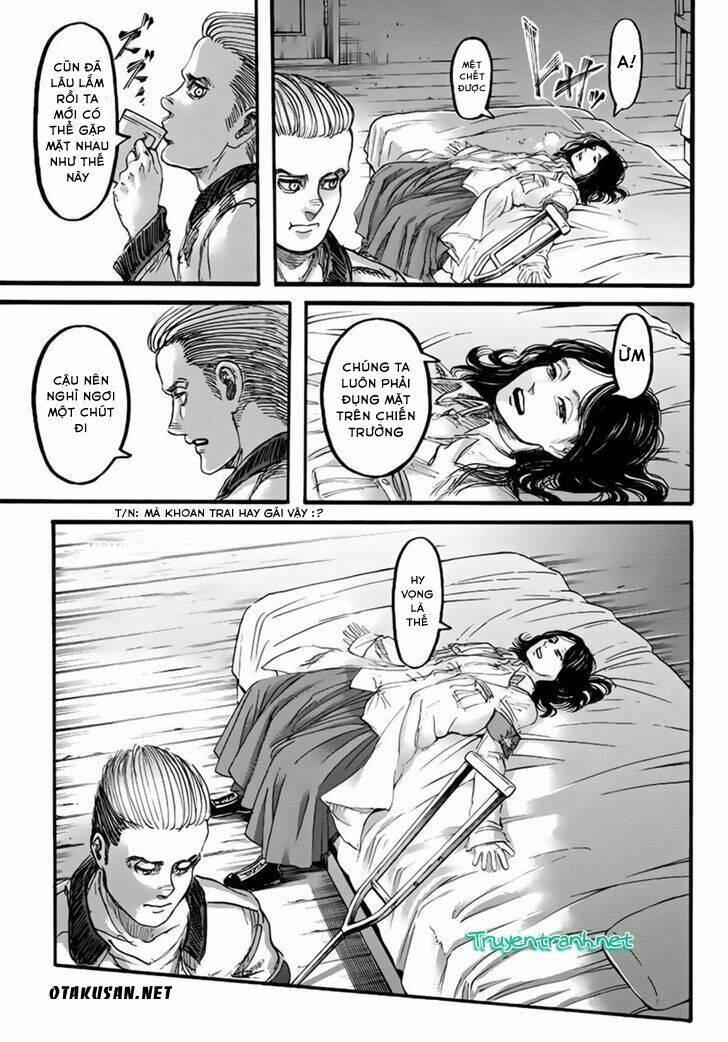 A!
MỆT
CHẾT
ĐƯỢC
CŨN ĐÃ
LÂU LẮM
RỒI TA
MỚI CÓ
THỂ GẶP
MẶT NHAU
NHƯ THẾ
NÀY
ỪM
CHÚNG TA
LUÔN PHẢI
ĐỤNG MẶT
TRÊN CHIẾN
TRƯỜNG
CẬU NÊN
NGHỈ NGƠI
MỘT CHÚT
ĐI
T/N: MÀ KHOAN TRAI HAY GÁI VẬY :?
HY
VỌNG
LÀ
THẾ
Truyentranh.net
OTAKUSAN.NET